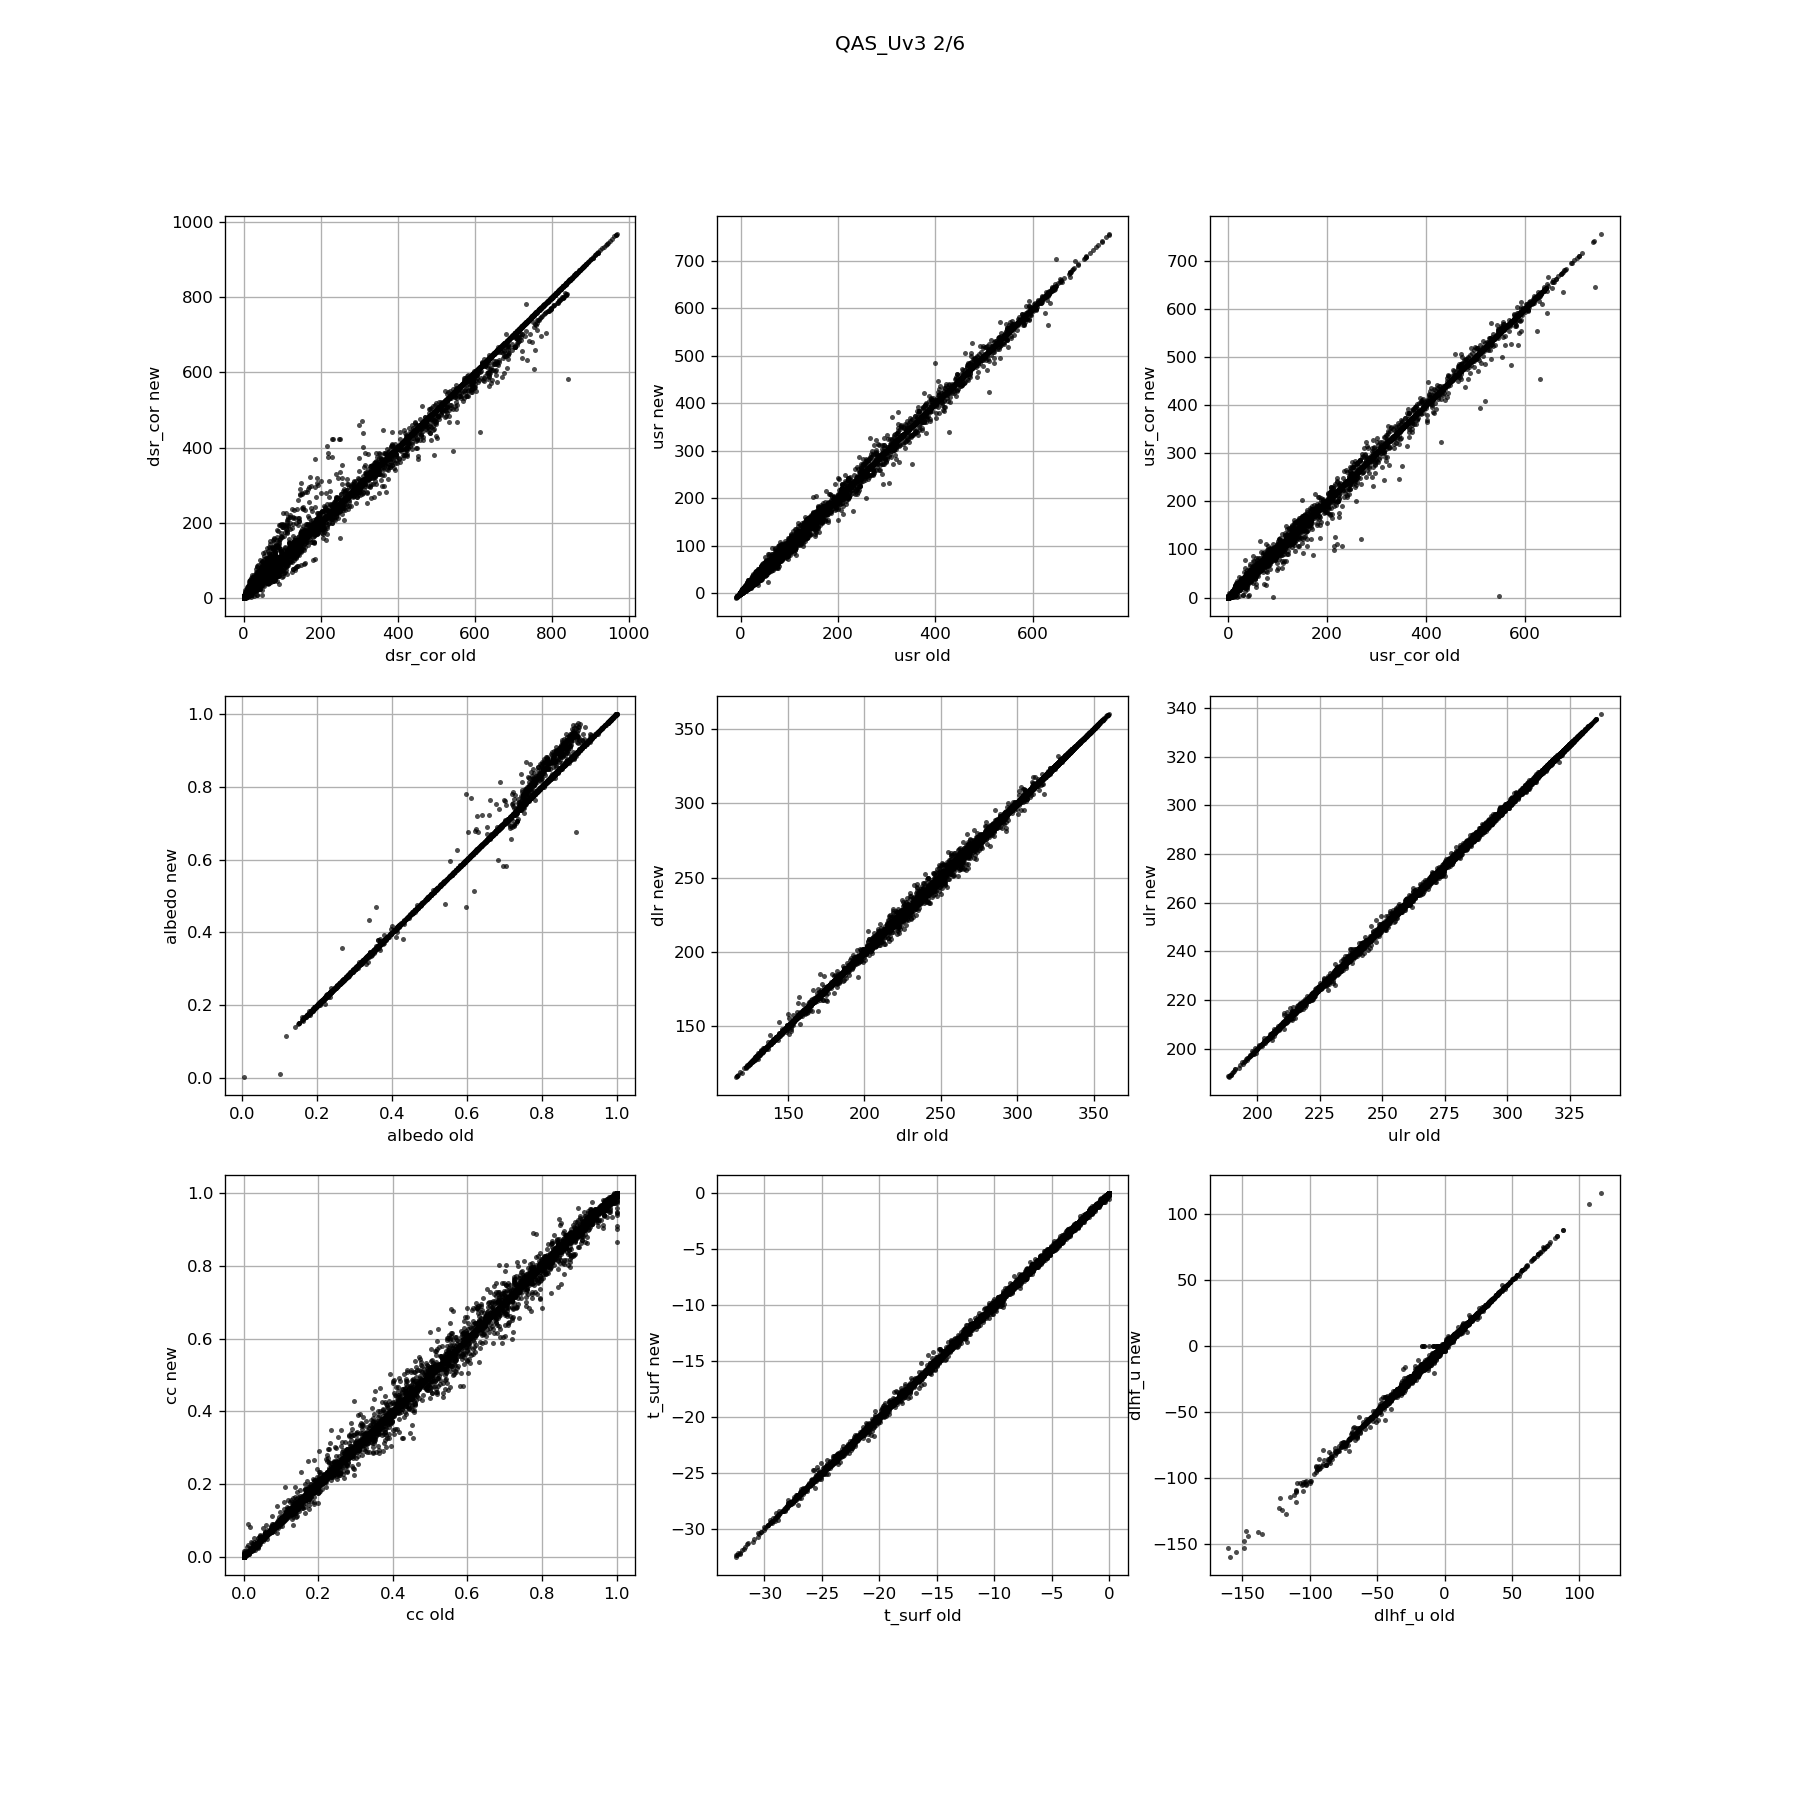 QAS_Uv3 2/6
1000
800
600
400
200
0
dsr_cor new
0 200 400 600 800 1000
dsr_cor old
700
600
500
400
300
200
100
0
usr new
0 200 400 600
usr old
700
600
500
400
300
200
100
0
usr_cor new
0 200 400 600
usr_cor old
1.0
0.8
0.6
0.4
0.2
0.0
albedo new
0.0 0.2 0.4 0.6 0.8 1.0
albedo old
350
300
250
200
150
dlr new
150 200 250 300 350
dlr old
340
320
300
280
260
240
220
200
ulr new
200 225 250 275 300 325
ulr old
1.0
0.8
0.6
0.4
0.2
0.0
cc new
0.0 0.2 0.4 0.6 0.8 1.0
cc old
0
−5
−10
−15
−20
−25
−30
t_surf new
−30 −25 −20 −15 −10 −5 0
t_surf old
100
50
0
−50
−100
−150
dlhf_u new
−150 −100 −50 0 50 100
dlhf_u old